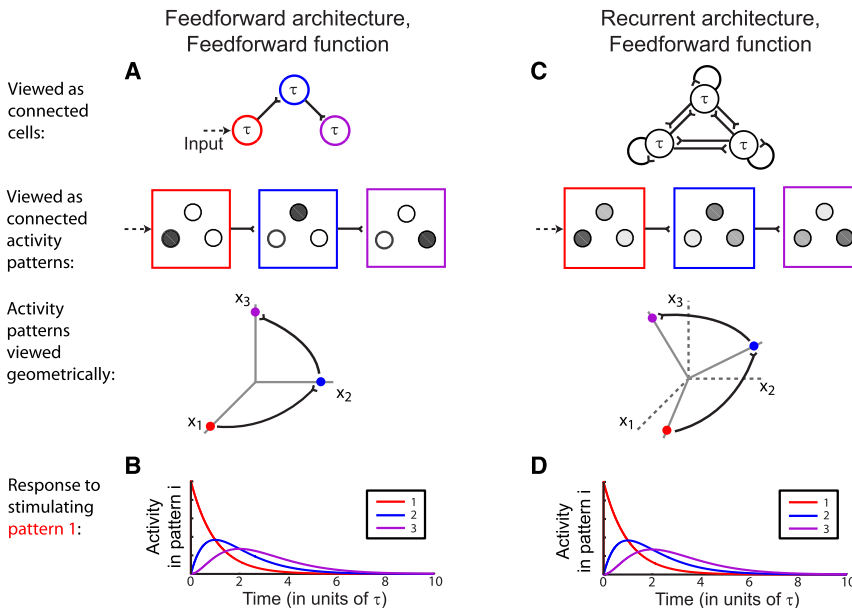 Feedforward architecture,
Feedforward function
Recurrent architecture,
Feedforward function
Viewed as
connected
cells:
A
τ
τ
τ
Input
C
τ
τ
τ
Viewed as
connected
activity
patterns:
Activity
patterns
viewed
geometrically:
x3
x2
x1
x3
x2
x1
Response to
stimulating
pattern 1:
B
Activity
in pattern i
1
2
3
0
2
4
6
8
10
Time (in units of τ)
D
Activity
in pattern i
1
2
3
0
2
4
6
8
10
Time (in units of τ)